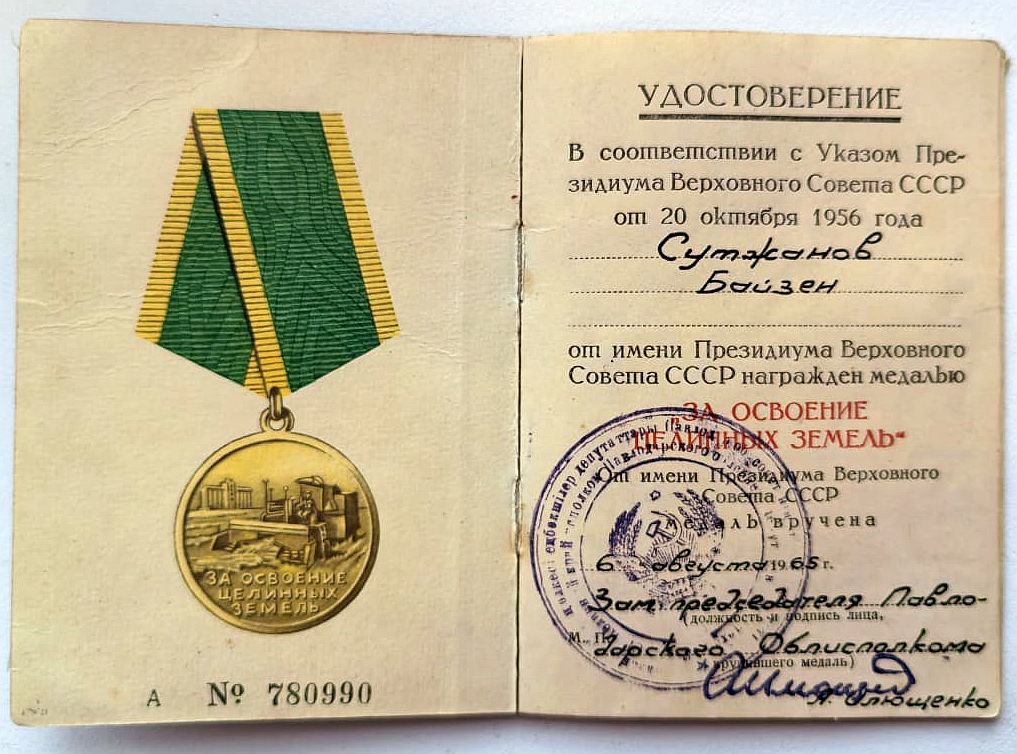 ЗА ОСВОЕНИЕ
ЦЕЛИННЫХ
ЗЕМЕЛЬ
А № 780990
УДОСТОВЕРЕНИЕ
В соответствии с Указом Пре-
зидиума Верховного Совета СССР
от 20 октября 1956 года
Сутжанов
Байзен
от имени Президиума Верховного
Совета СССР награжден медалью
„ЗА ОСВОЕНИЕ
ЦЕЛИННЫХ ЗЕМЕЛЬ“
От имени Президиума Верховного
Совета СССР
медаль вручена
6 августа 1965 г.
Зам. председателя Павло-
(должность и подпись лица,
М. П.
дарского Облисполкома
вручившего медаль)
еңбекшілер депутаттары